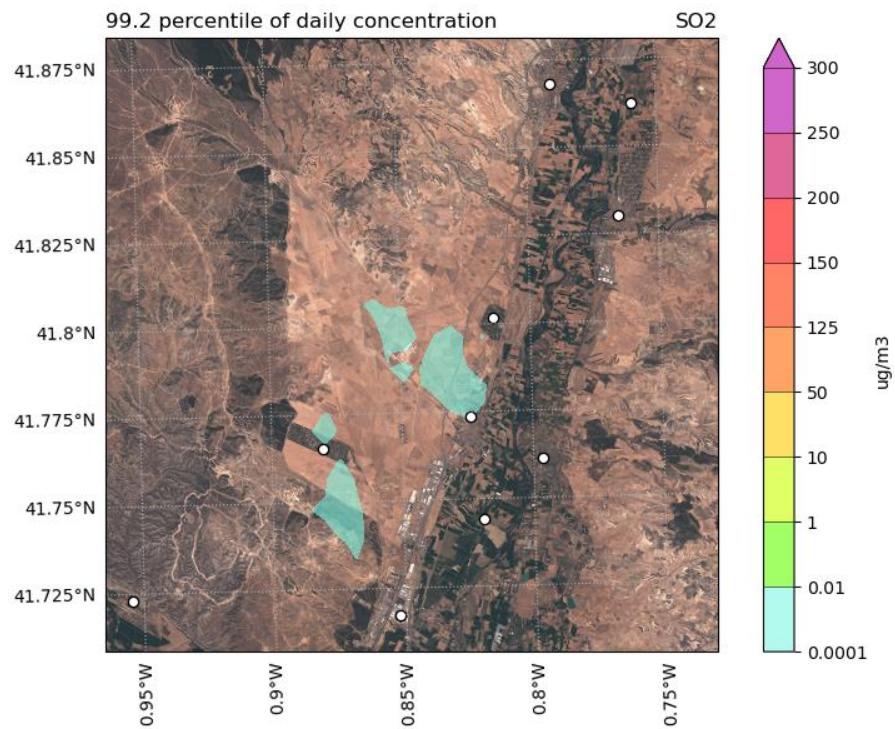 99.2 percentile of daily concentration SO2
41.875°N
41.85°N
41.825°N
41.8°N
41.775°N
41.75°N
41.725°N
0.95°W
0.9°W
0.85°W
0.8°W
0.75°W
300
250
200
150
125
50
10
1
0.01
0.0001
ug/m3